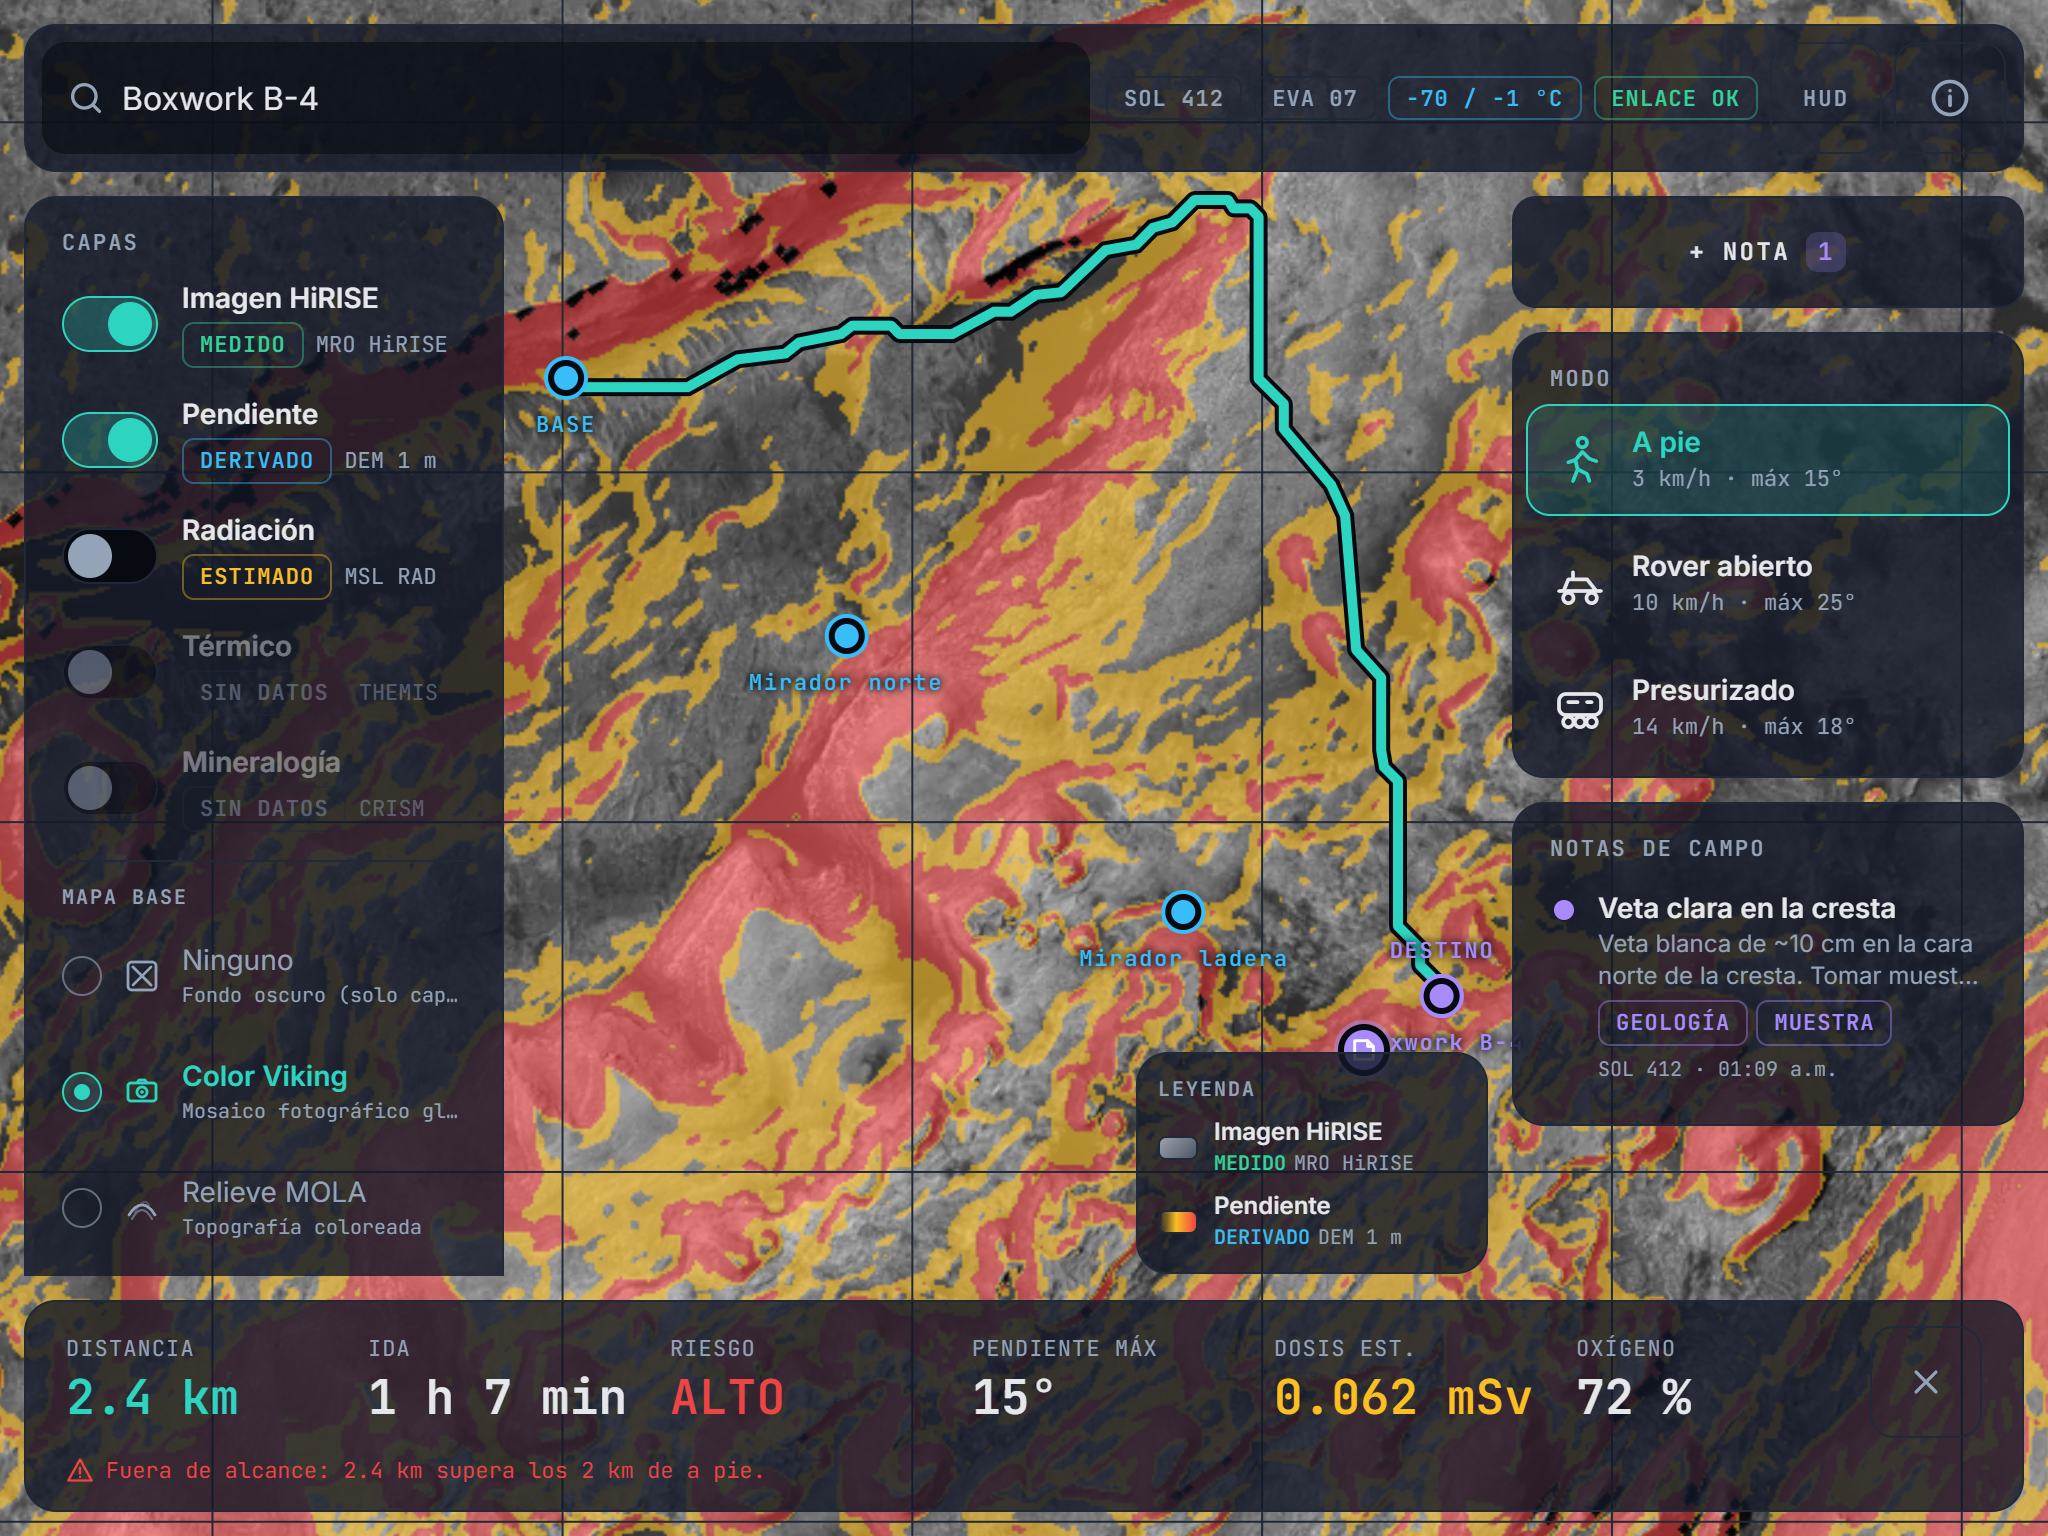 Boxwork B-4
SOL 412
EVA 07
-70 / -1 °C
ENLACE OK
HUD
CAPAS
Imagen HiRISE
MEDIDO MRO HiRISE
Pendiente
DERIVADO DEM 1 m
Radiación
ESTIMADO MSL RAD
Térmico
SIN DATOS THEMIS
Mineralogía
SIN DATOS CRISM
MAPA BASE
Ninguno
Fondo oscuro (solo cap…
Color Viking
Mosaico fotográfico gl…
Relieve MOLA
Topografía coloreada
BASE
Mirador norte
Mirador ladera
DESTINO
xwork B-4
LEYENDA
Imagen HiRISE
MEDIDO MRO HiRISE
Pendiente
DERIVADO DEM 1 m
+ NOTA 1
MODO
A pie
3 km/h · máx 15°
Rover abierto
10 km/h · máx 25°
Presurizado
14 km/h · máx 18°
NOTAS DE CAMPO
Veta clara en la cresta
Veta blanca de ~10 cm en la cara
norte de la cresta. Tomar muest…
GEOLOGÍA MUESTRA
SOL 412 · 01:09 a.m.
DISTANCIA
2.4 km
IDA
1 h 7 min
RIESGO
ALTO
PENDIENTE MÁX
15°
DOSIS EST.
0.062 mSv
OXÍGENO
72 %
Fuera de alcance: 2.4 km supera los 2 km de a pie.